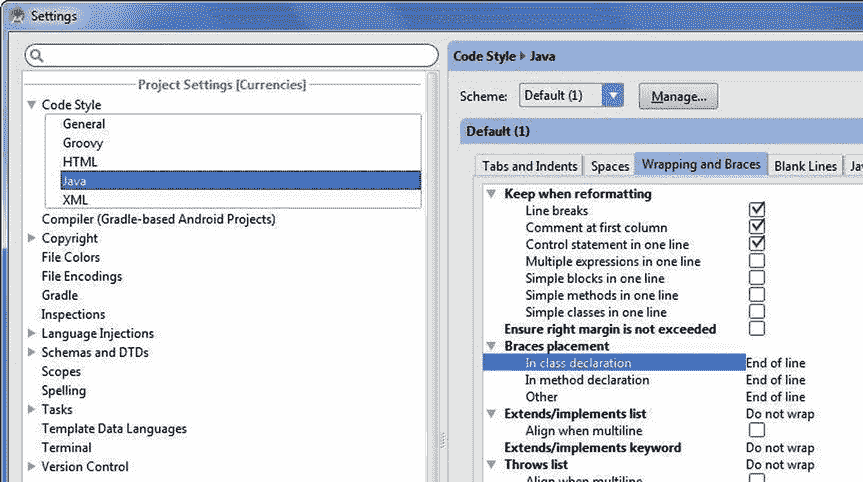 Settings
Project Settings [Currencies]
Code Style
General
Groovy
HTML
Java
XML
Compiler (Gradle-based Android Projects)
Copyright
File Colors
File Encodings
Gradle
Inspections
Language Injections
Schemas and DTDs
Scopes
Spelling
Tasks
Template Data Languages
Terminal
Version Control
Code Style Java
Scheme: Default (1) Manage...
Default (1)
Tabs and Indents Spaces Wrapping and Braces Blank Lines
Keep when reformatting
Line breaks
Comment at first column
Control statement in one line
Multiple expressions in one line
Simple blocks in one line
Simple methods in one line
Simple classes in one line
Ensure right margin is not exceeded
Braces placement
In class declaration End of line
In method declaration End of line
Other End of line
Extends/implements list Do not wrap
Align when multiline
Extends/implements keyword Do not wrap
Throws list Do not wrap
Align when multiline